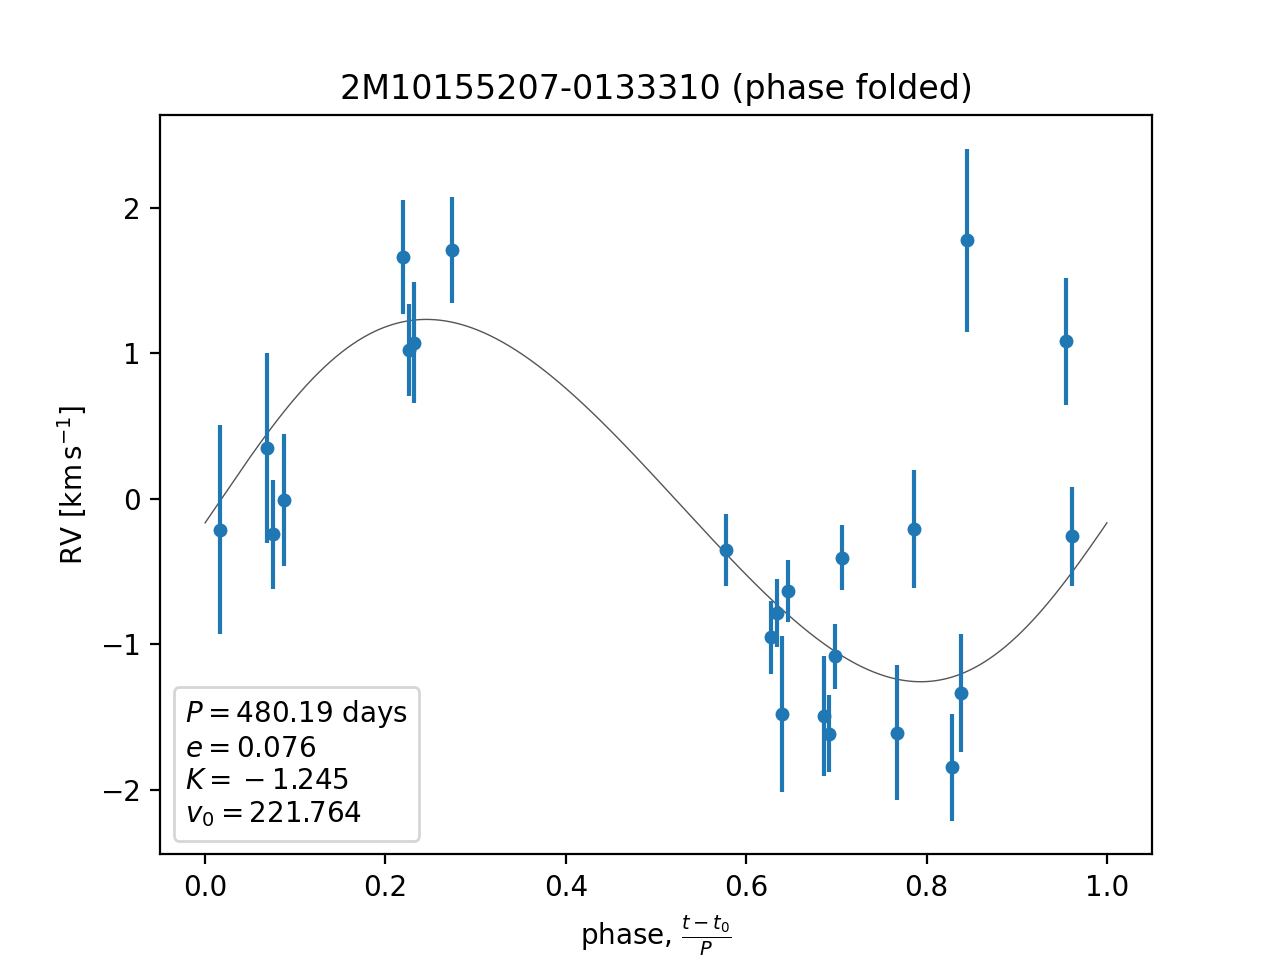 2M10155207-0133310 (phase folded)
RV [km s⁻¹]
2
1
0
−1
−2
P = 480.19 days
e = 0.076
K = −1.245
v₀ = 221.764
0.0 0.2 0.4 0.6 0.8 1.0
phase, (t − t₀)/P